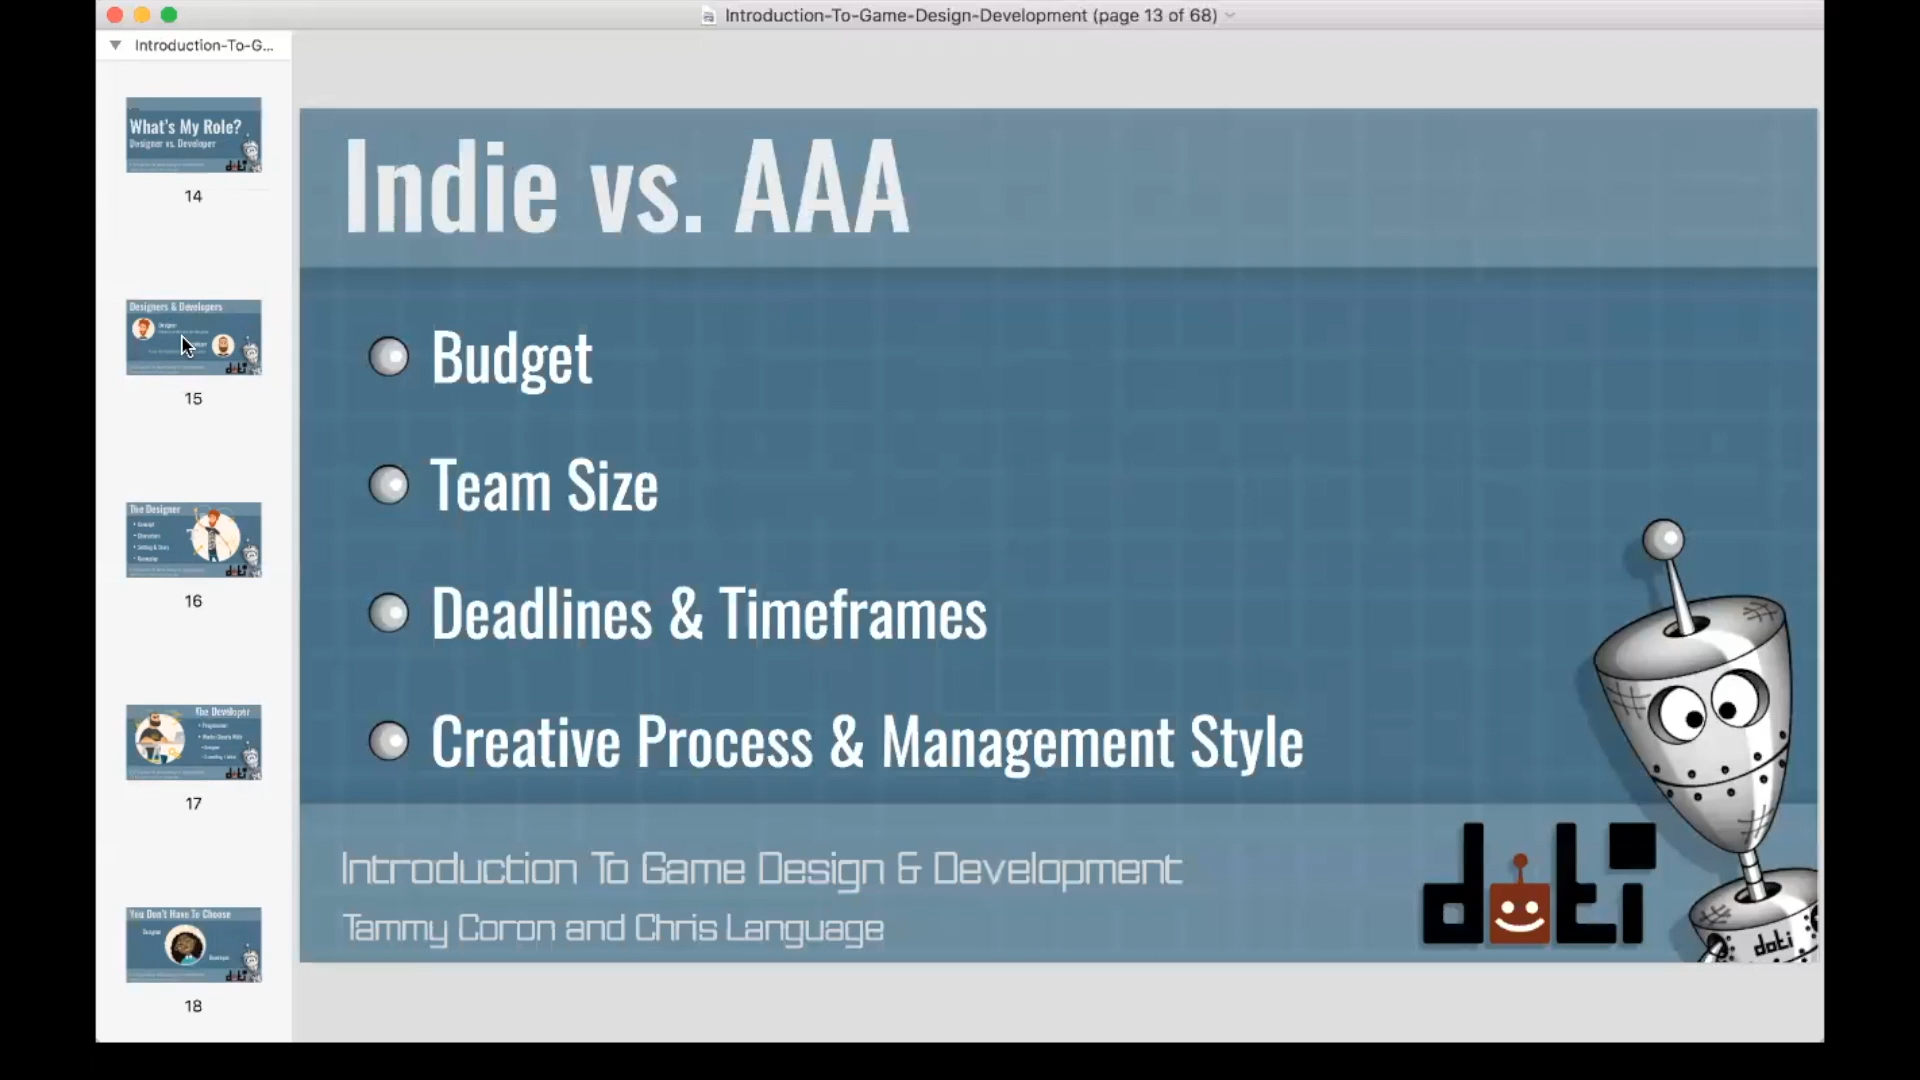 Introduction-To-Game-Design-Development (page 13 of 68)
Introduction-To-G...
What's My Role?
Designer vs. Developer
14
Designers & Developers
Designer
15
The Designer
16
The Developer
17
You Don't Have To Choose
Designer
Developer
18
Indie vs. AAA
Budget
Team Size
Deadlines & Timeframes
Creative Process & Management Style
Introduction To Game Design & Development
Tammy Coron and Chris Language
doti
doti